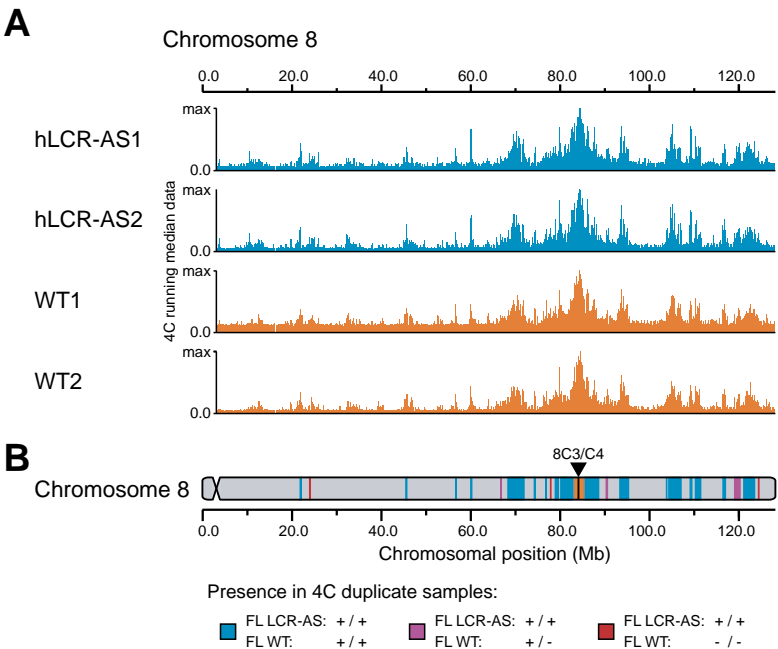 A
Chromosome 8
0.0 20.0 40.0 60.0 80.0 100.0 120.0
hLCR-AS1
max
0.0
hLCR-AS2
max
0.0
WT1
max
0.0
WT2
max
0.0
4C running median data
B
8C3/C4
Chromosome 8
0.0 20.0 40.0 60.0 80.0 100.0 120.0
Chromosomal position (Mb)
Presence in 4C duplicate samples:
FL LCR-AS: + / + FL LCR-AS: + / + FL LCR-AS: + / +
FL WT: + / + FL WT: + / - FL WT: - / -